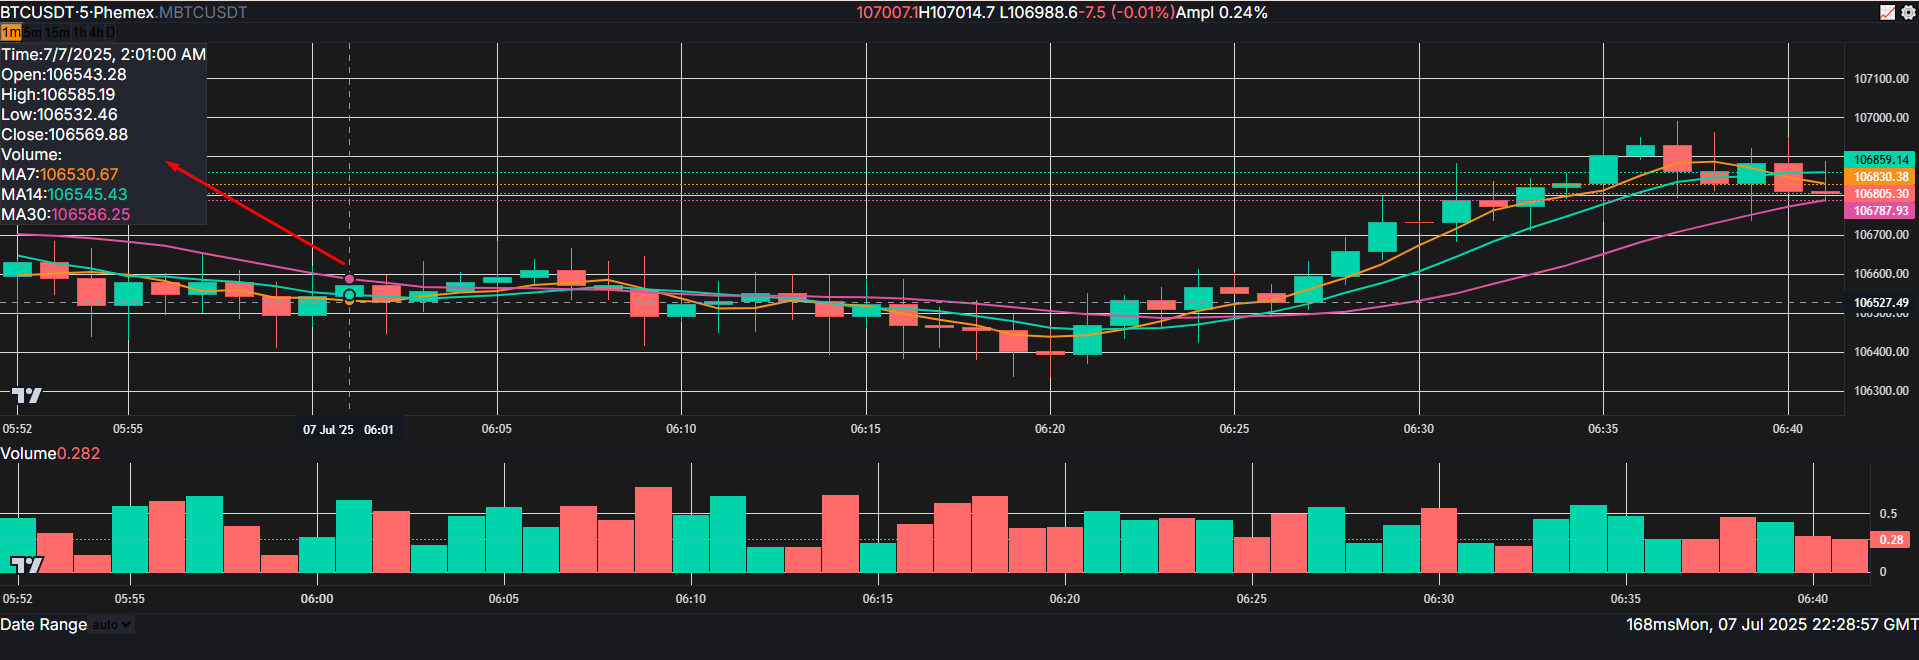 BTCUSDT·5·Phemex.MBTCUSDT
107007.1H107014.7 L106988.6-7.5 (-0.01%)Ampl 0.24%
1m5m15m1h4hD
Time:7/7/2025, 2:01:00 AM
Open:106543.28
High:106585.19
Low:106532.46
Close:106569.88
Volume:
MA7:106530.67
MA14:106545.43
MA30:106586.25
107100.00
107000.00
106859.14
106830.38
106805.30
106787.93
106700.00
106600.00
106527.49
106500.00
106400.00
106300.00
05:52 05:55 07 Jul '25 06:01 06:05 06:10 06:15 06:20 06:25 06:30 06:35 06:40
Volume0.282
0.5
0.28
0
05:52 05:55 06:00 06:05 06:10 06:15 06:20 06:25 06:30 06:35 06:40
Date Range auto
168msMon, 07 Jul 2025 22:28:57 GMT